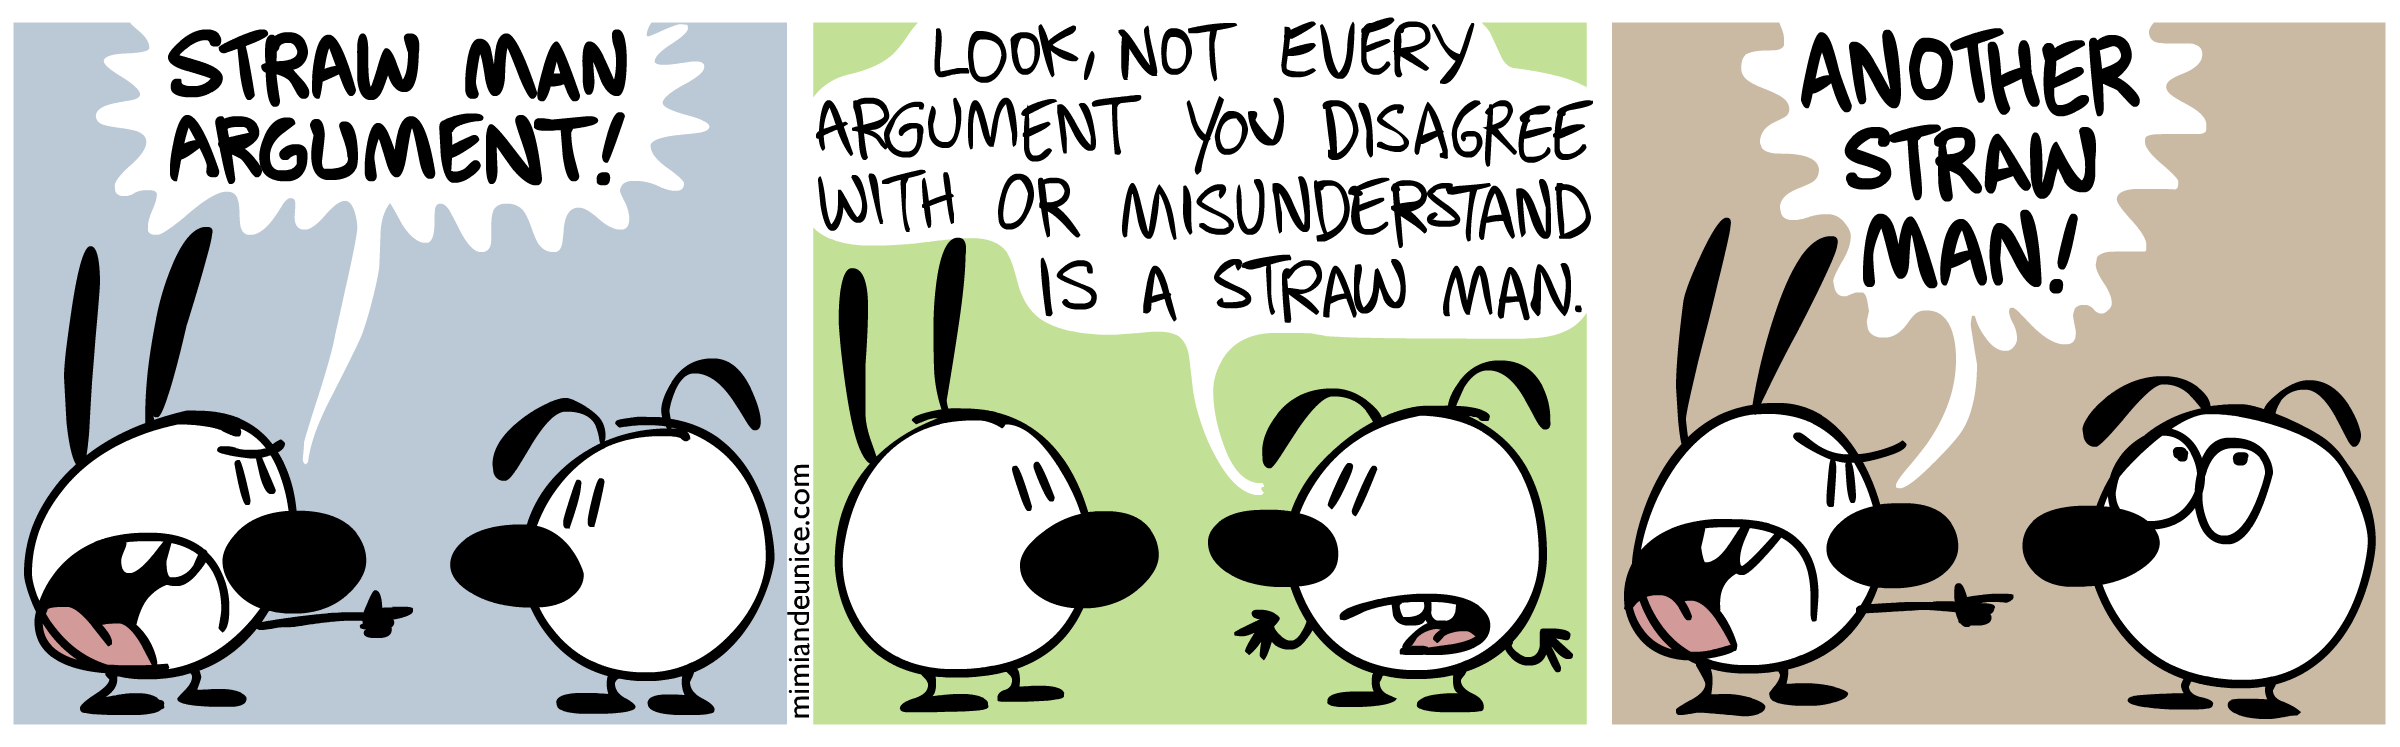 STRAW MAN
ARGUMENT!
LOOK, NOT EVERY
ARGUMENT YOU DISAGREE
WITH OR MISUNDERSTAND
IS A STRAW MAN.
ANOTHER
STRAW
MAN!
mimiandeunice.com